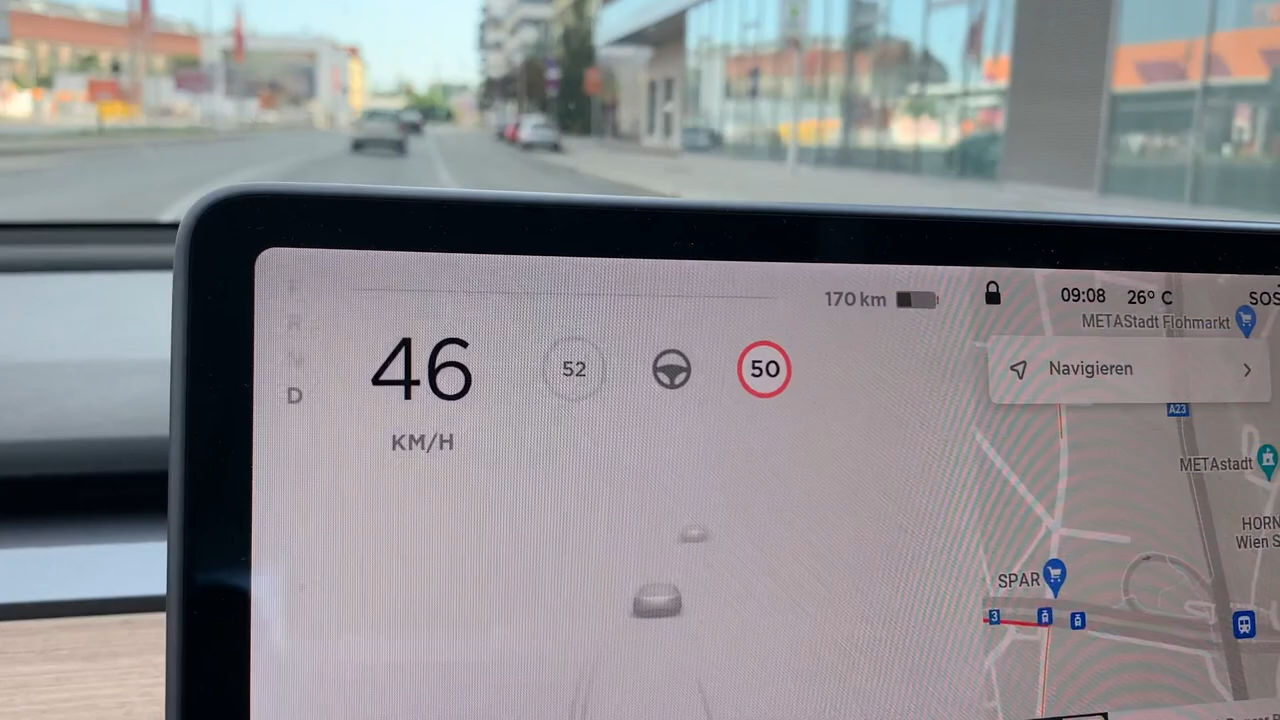 P
R
N
D
46
KM/H
52
50
170 km
09:08
26° C
SOS
METAStadt Flohmarkt
Navigieren
A23
METAstadt
HORN
Wien S
SPAR
3